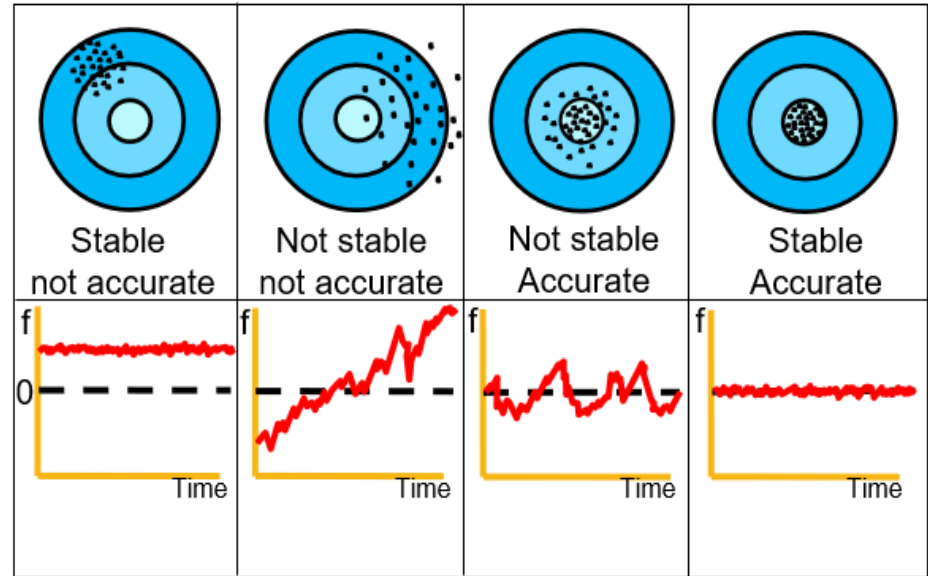 Stable
not accurate
Not stable
not accurate
Not stable
Accurate
Stable
Accurate
f
0
Time
f
Time
f
Time
f
Time